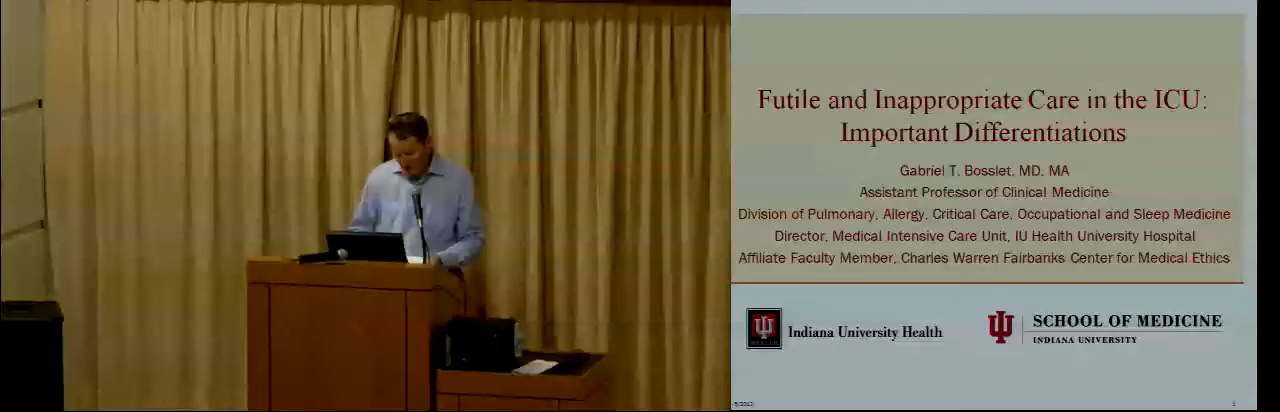 Futile and Inappropriate Care in the ICU:
Important Differentiations
Gabriel T. Bosslet, MD, MA
Assistant Professor of Clinical Medicine
Division of Pulmonary, Allergy, Critical Care, Occupational and Sleep Medicine
Director, Medical Intensive Care Unit, IU Health University Hospital
Affiliate Faculty Member, Charles Warren Fairbanks Center for Medical Ethics
Indiana University Health
SCHOOL OF MEDICINE
INDIANA UNIVERSITY